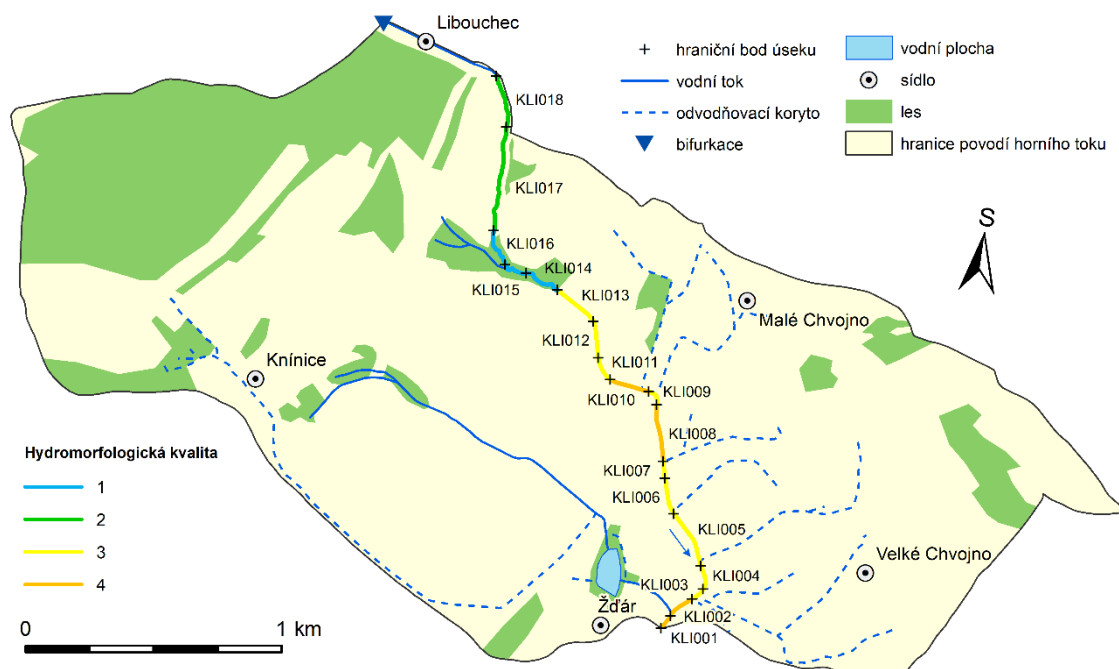 Libouchec
hraniční bod úseku
vodní tok
odvodňovací koryto
bifurkace
vodní plocha
sídlo
les
hranice povodí horního toku
S
KLI018
KLI017
KLI016
KLI014
KLI015
KLI013
Malé Chvojno
KLI012
KLI011
Knínice
KLI010
KLI009
KLI008
KLI007
KLI006
KLI005
Velké Chvojno
KLI003
KLI004
Žďár
KLI002
KLI001
Hydromorfologická kvalita
1
2
3
4
0
1 km